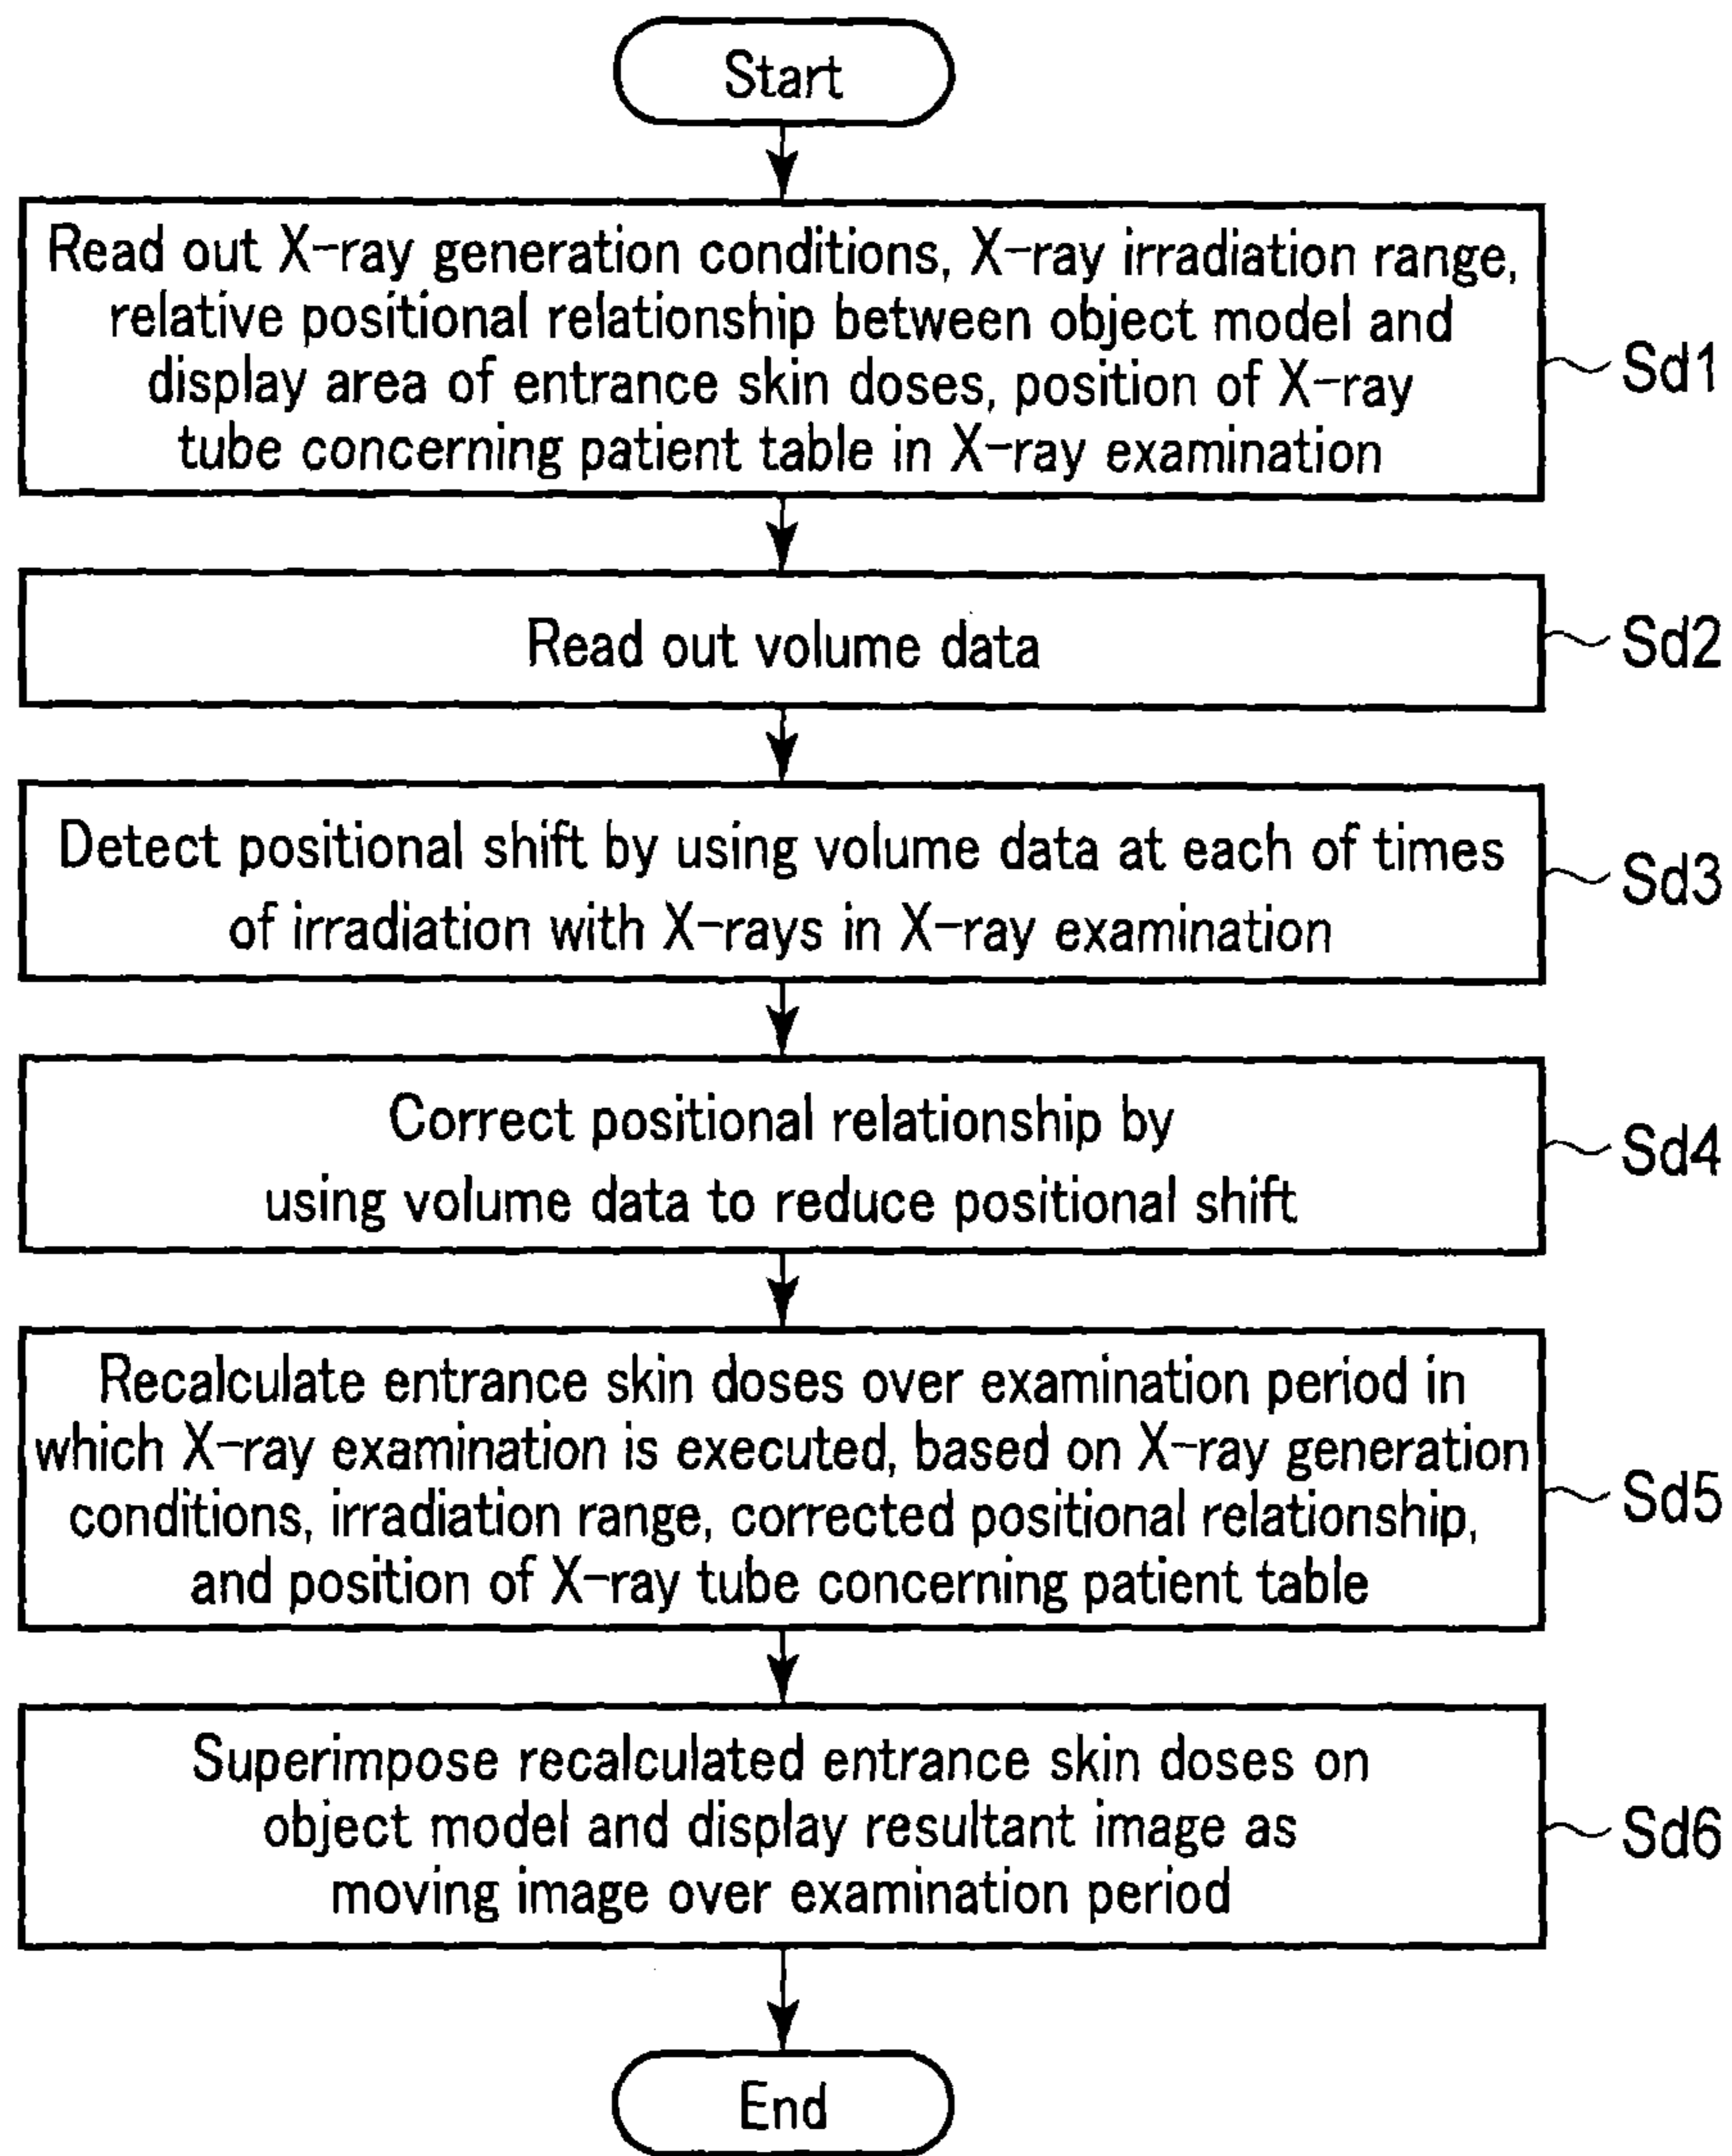 Start
Read out X-ray generation conditions, X-ray irradiation range,
relative positional relationship between object model and
display area of entrance skin doses, position of X-ray
tube concerning patient table in X-ray examination
Sd1
Read out volume data
Sd2
Detect positional shift by using volume data at each of times
of irradiation with X-rays in X-ray examination
Sd3
Correct positional relationship by
using volume data to reduce positional shift
Sd4
Recalculate entrance skin doses over examination period in
which X-ray examination is executed, based on X-ray generation
conditions, irradiation range, corrected positional relationship,
and position of X-ray tube concerning patient table
Sd5
Superimpose recalculated entrance skin doses on
object model and display resultant image as
moving image over examination period
Sd6
End